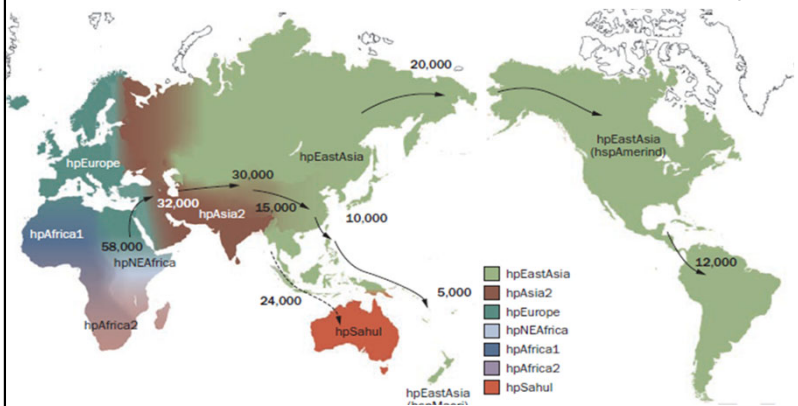 20,000
hpEastAsia
(hspAmerind)
hpEurope
hpEastAsia
30,000
32,000
hpAsia2
15,000
10,000
hpAfrica1
58,000
hpNEAfrica
12,000
24,000
5,000
hpAfrica2
hpSahul
hpEastAsia
hpEastAsia
hpAsia2
hpEurope
hpNEAfrica
hpAfrica1
hpAfrica2
hpSahul